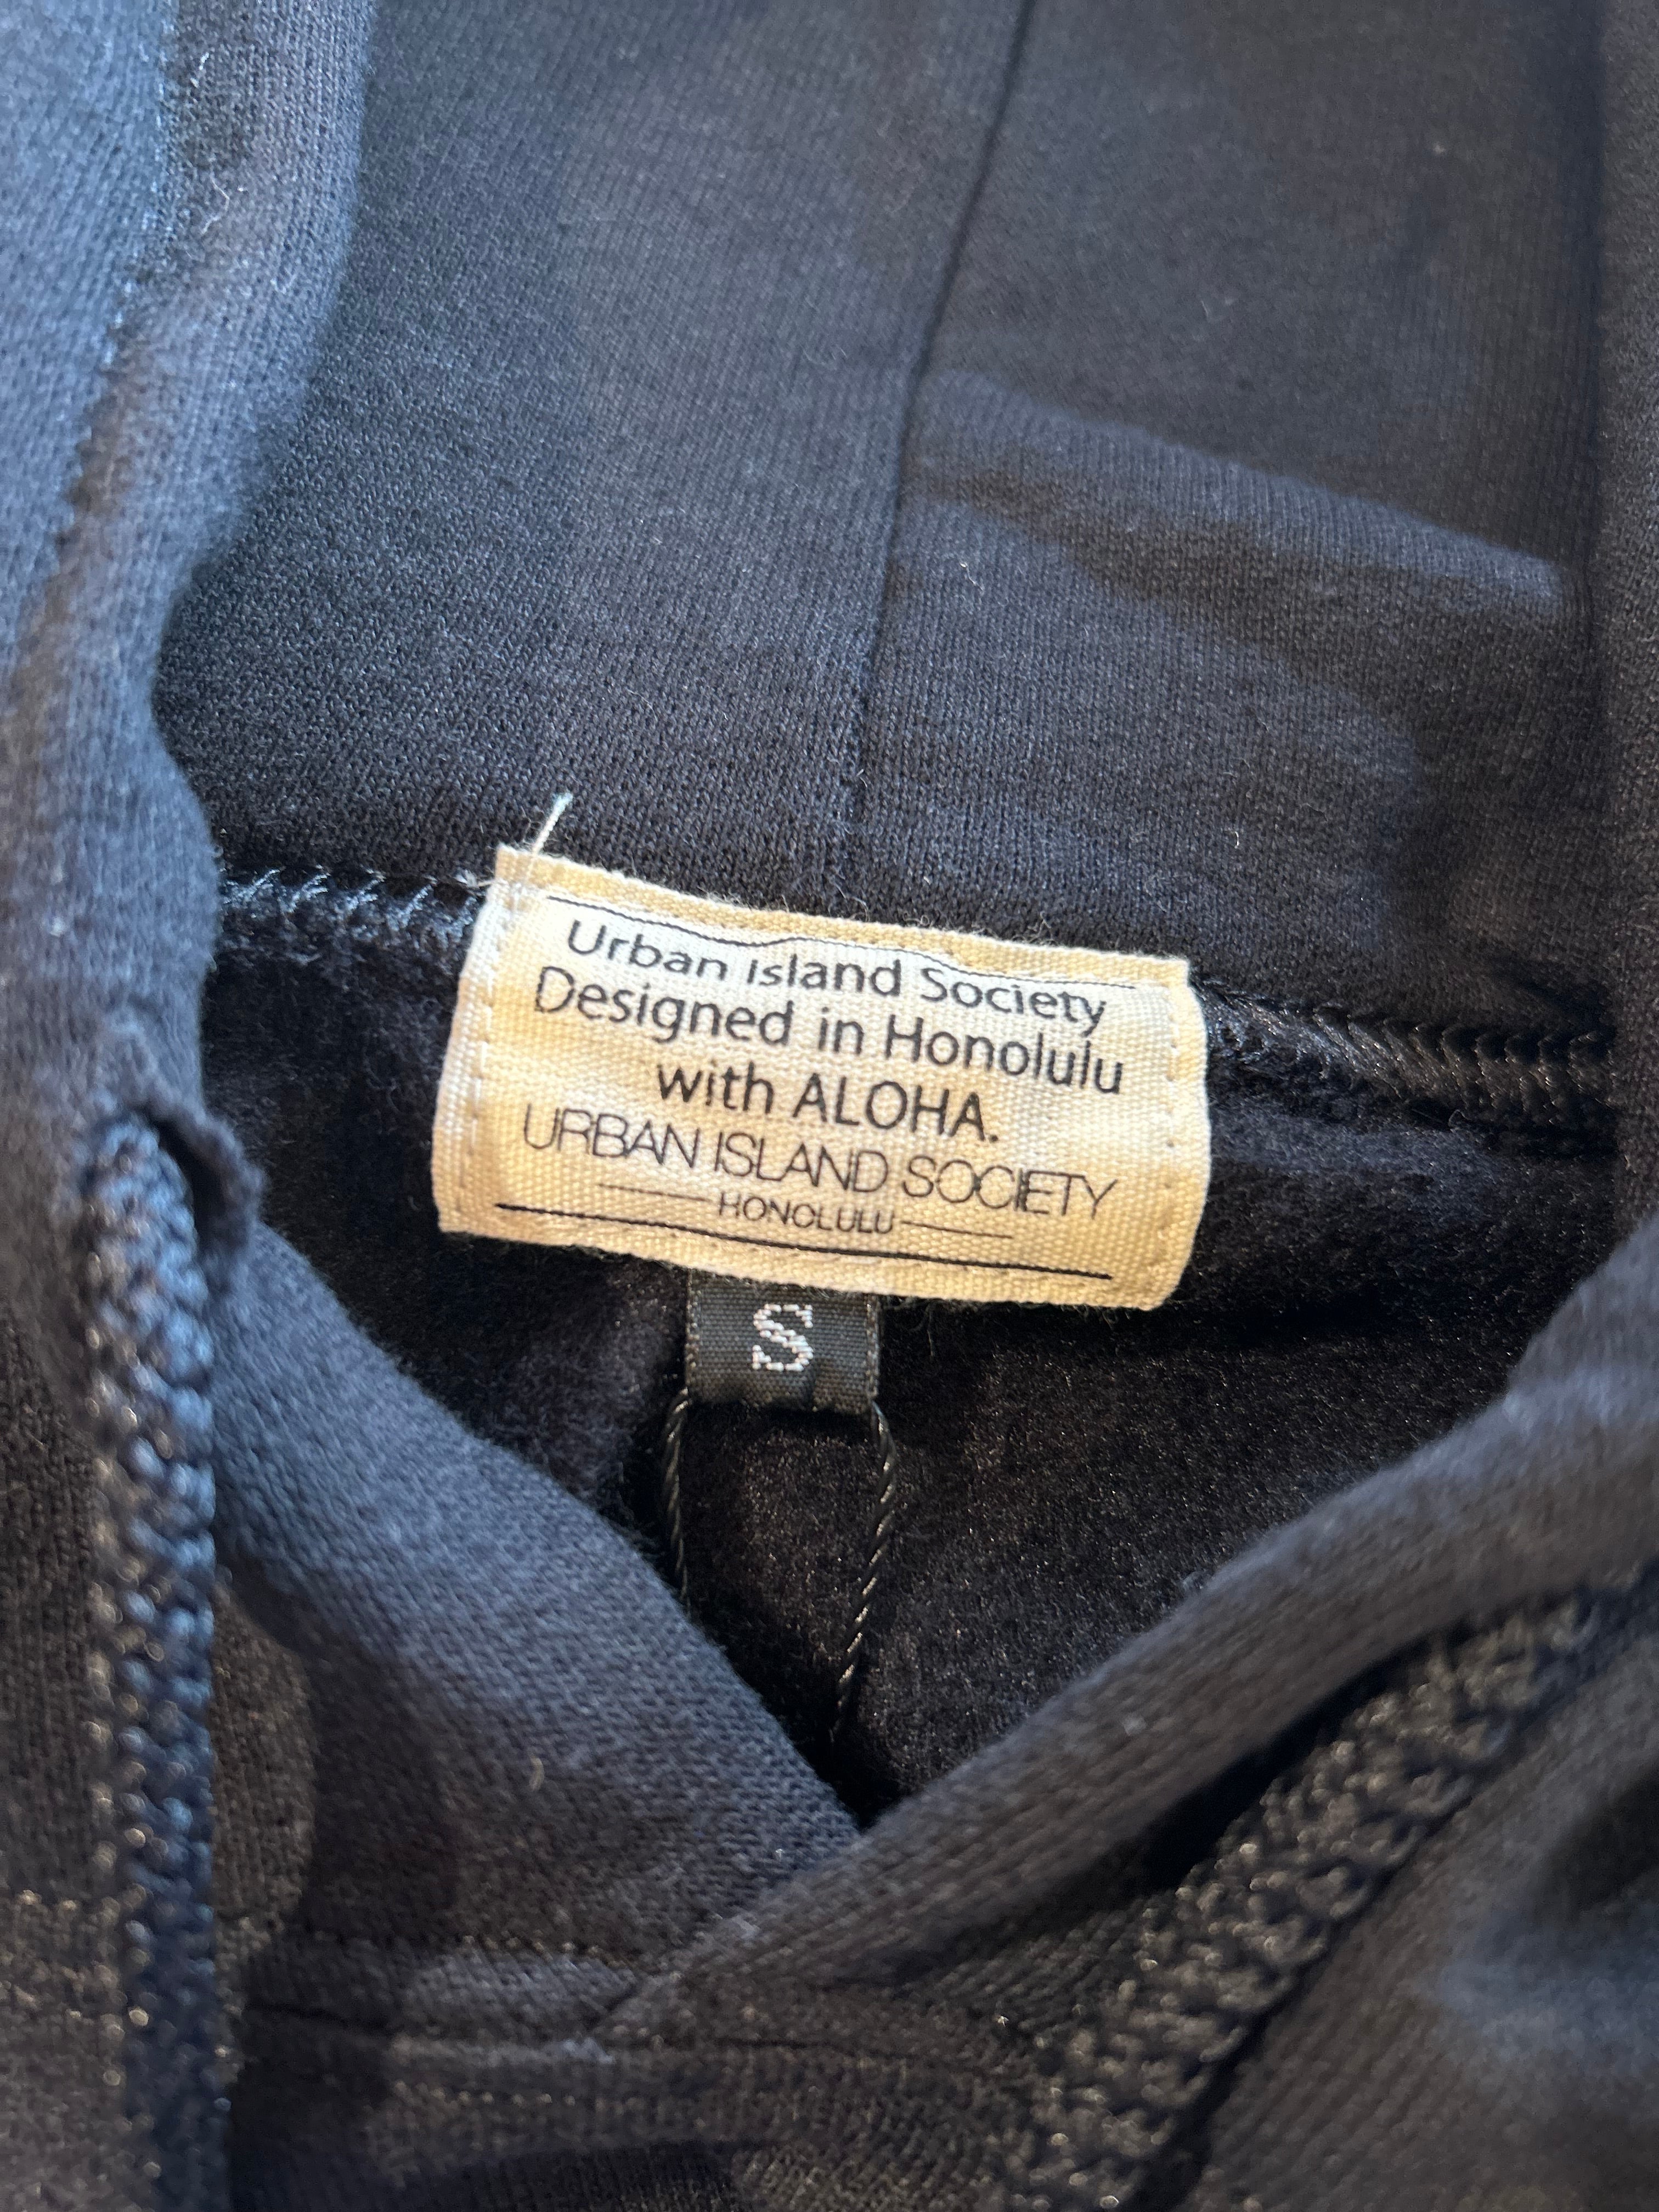 Urban Island Society
Designed in Honolulu
with ALOHA.
URBAN ISLAND SOCIETY
HONOLULU
S